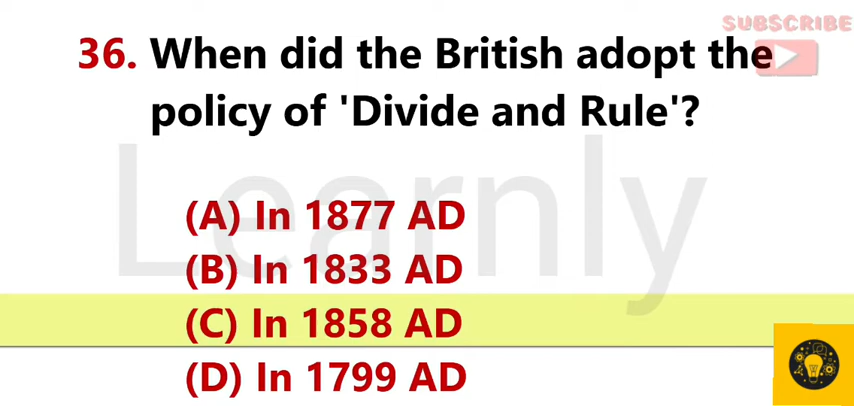 SUBSCRIBE
36. When did the British adopt the
policy of 'Divide and Rule'?
Learnly
(A) In 1877 AD
(B) In 1833 AD
(C) In 1858 AD
(D) In 1799 AD